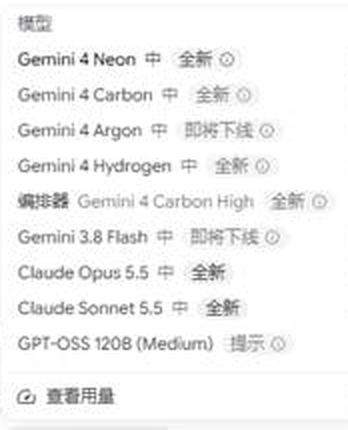 模型
Gemini 4 Neon 中 全新
Gemini 4 Carbon 中 全新
Gemini 4 Argon 中 即将下线
Gemini 4 Hydrogen 中 全新
编排器 Gemini 4 Carbon High 全新
Gemini 3.8 Flash 中 即将下线
Claude Opus 5.5 中 全新
Claude Sonnet 5.5 中 全新
GPT-OSS 120B (Medium) 提示
查看用量